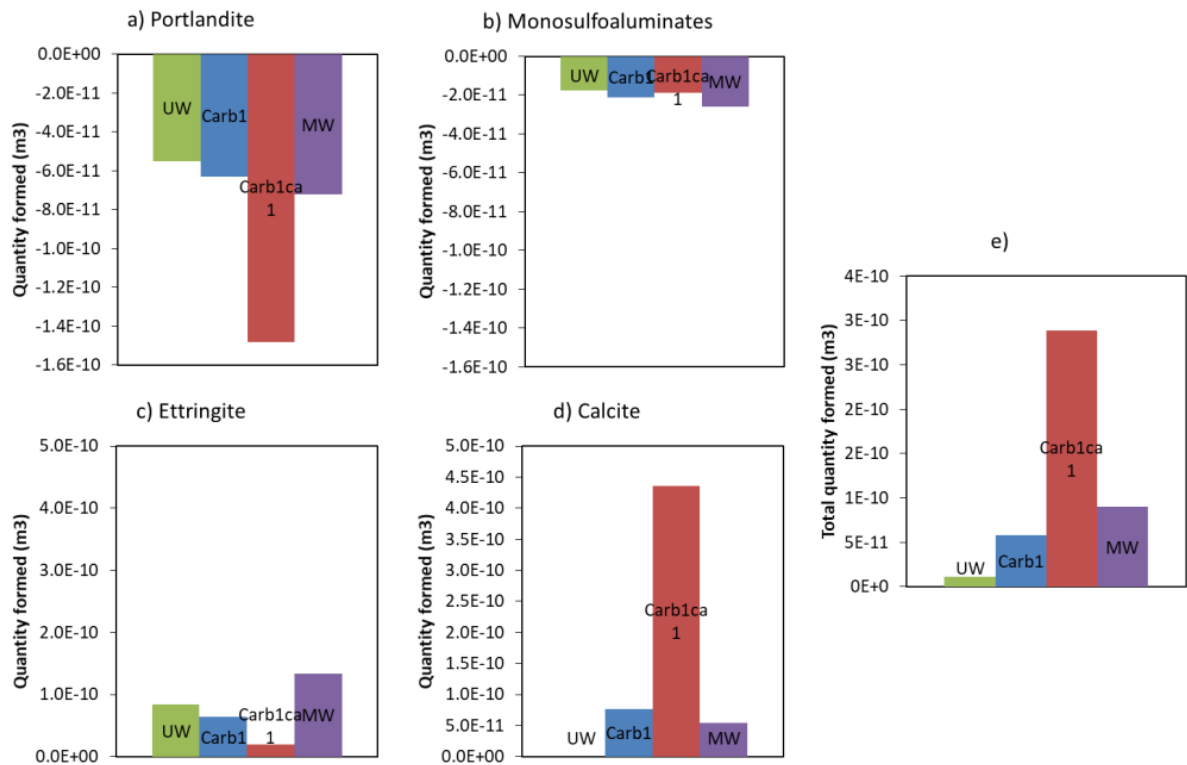 a) Portlandite
Quantity formed (m3)
0.0E+00
-2.0E-11
-4.0E-11
-6.0E-11
-8.0E-11
-1.0E-10
-1.2E-10
-1.4E-10
-1.6E-10
UW
Carb1
Carb1ca
1
MW
b) Monosulfoaluminates
Quantity formed (m3)
0.0E+00
-2.0E-11
-4.0E-11
-6.0E-11
-8.0E-11
-1.0E-10
-1.2E-10
-1.4E-10
-1.6E-10
UW
Carb1
Carb1ca
1
MW
c) Ettringite
Quantity formed (m3)
5.0E-10
4.0E-10
3.0E-10
2.0E-10
1.0E-10
0.0E+00
UW
Carb1
Carb1ca
1
MW
d) Calcite
Quantity formed (m3)
5.0E-10
4.5E-10
4.0E-10
3.5E-10
3.0E-10
2.5E-10
2.0E-10
1.5E-10
1.0E-10
5.0E-11
0.0E+00
UW
Carb1
Carb1ca
1
MW
e)
Total quantity formed (m3)
4E-10
3E-10
3E-10
2E-10
2E-10
1E-10
5E-11
0E+0
UW
Carb1
Carb1ca
1
MW